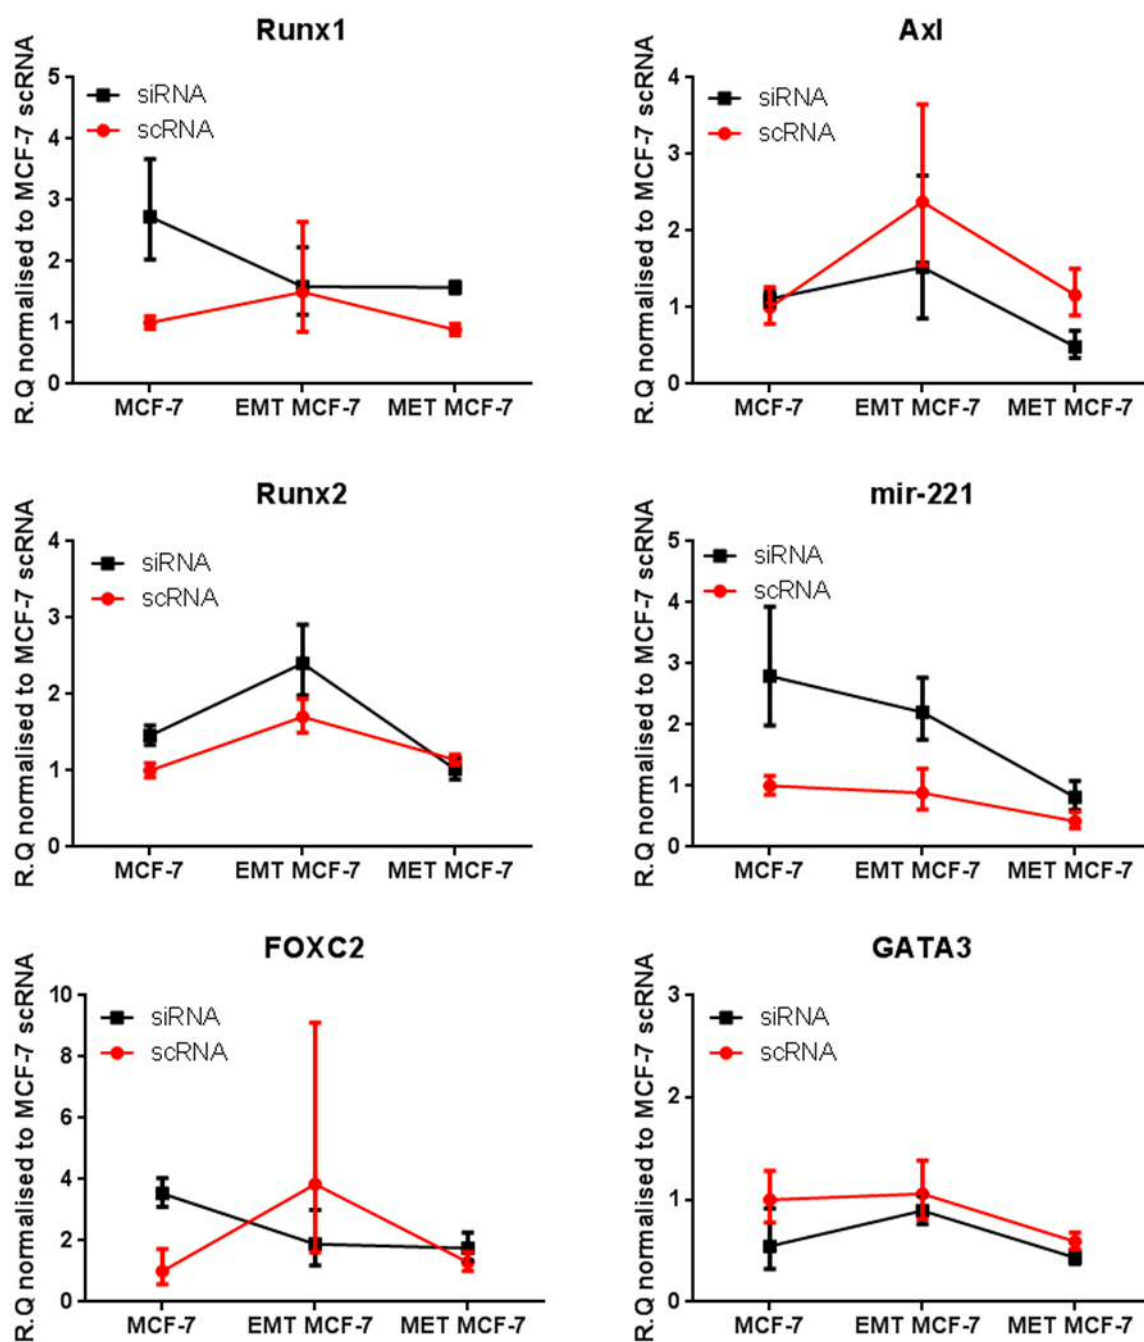 Runx1
R.Q normalised to MCF-7 scRNA
5
4
3
2
1
0
siRNA
scRNA
MCF-7 EMT MCF-7 MET MCF-7
Axl
R.Q normalised to MCF-7 scRNA
4
3
2
1
0
siRNA
scRNA
MCF-7 EMT MCF-7 MET MCF-7
Runx2
R.Q normalised to MCF-7 scRNA
4
3
2
1
0
siRNA
scRNA
MCF-7 EMT MCF-7 MET MCF-7
mir-221
R.Q normalised to MCF-7 scRNA
5
4
3
2
1
0
siRNA
scRNA
MCF-7 EMT MCF-7 MET MCF-7
FOXC2
R.Q normalised to MCF-7 scRNA
10
8
6
4
2
0
siRNA
scRNA
MCF-7 EMT MCF-7 MET MCF-7
GATA3
R.Q normalised to MCF-7 scRNA
3
2
1
0
siRNA
scRNA
MCF-7 EMT MCF-7 MET MCF-7